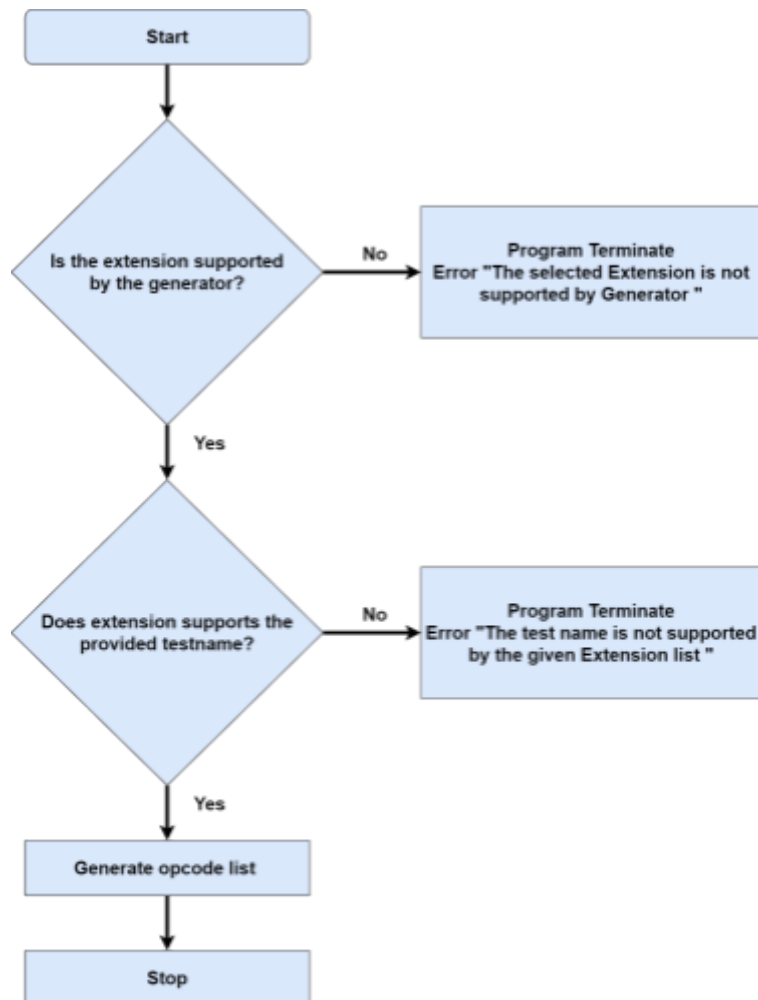 Start
Is the extension supported
by the generator?
No
Program Terminate
Error "The selected Extension is not
supported by Generator "
Yes
Does extension supports the
provided testname?
No
Program Terminate
Error "The test name is not supported
by the given Extension list "
Yes
Generate opcode list
Stop